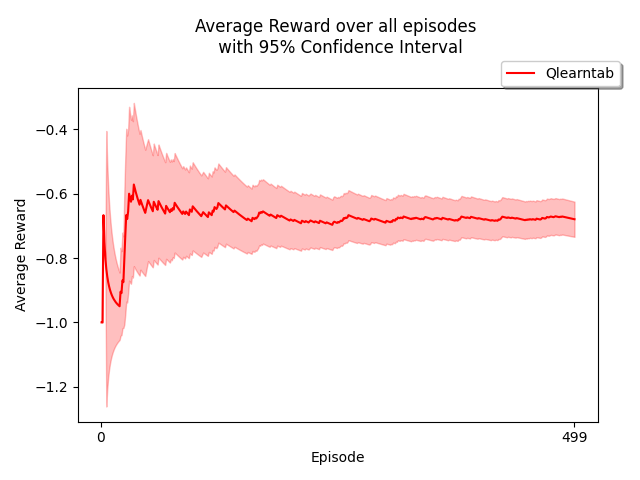 Average Reward over all episodes
with 95% Confidence Interval
Qlearntab
−0.4
−0.6
−0.8
−1.0
−1.2
Average Reward
0
499
Episode